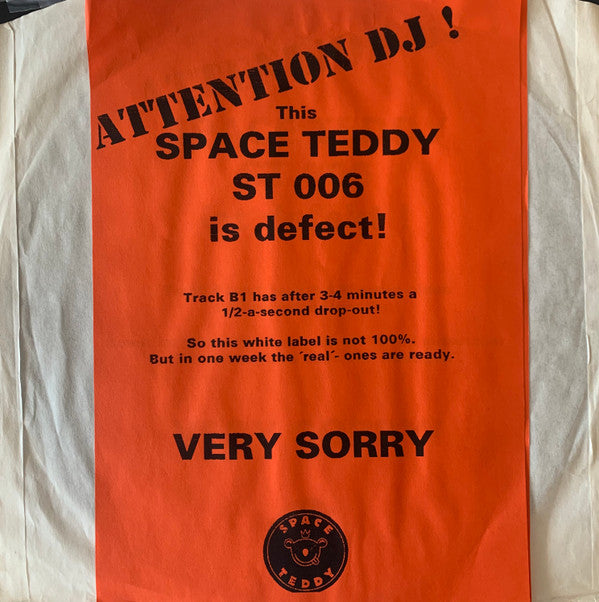 ATTENTION DJ !
This
SPACE TEDDY
ST 006
is defect!
Track B1 has after 3-4 minutes a
1/2-a-second drop-out!
So this white label is not 100%.
But in one week the ´real´- ones are ready.
VERY SORRY
SPACE
TEDDY